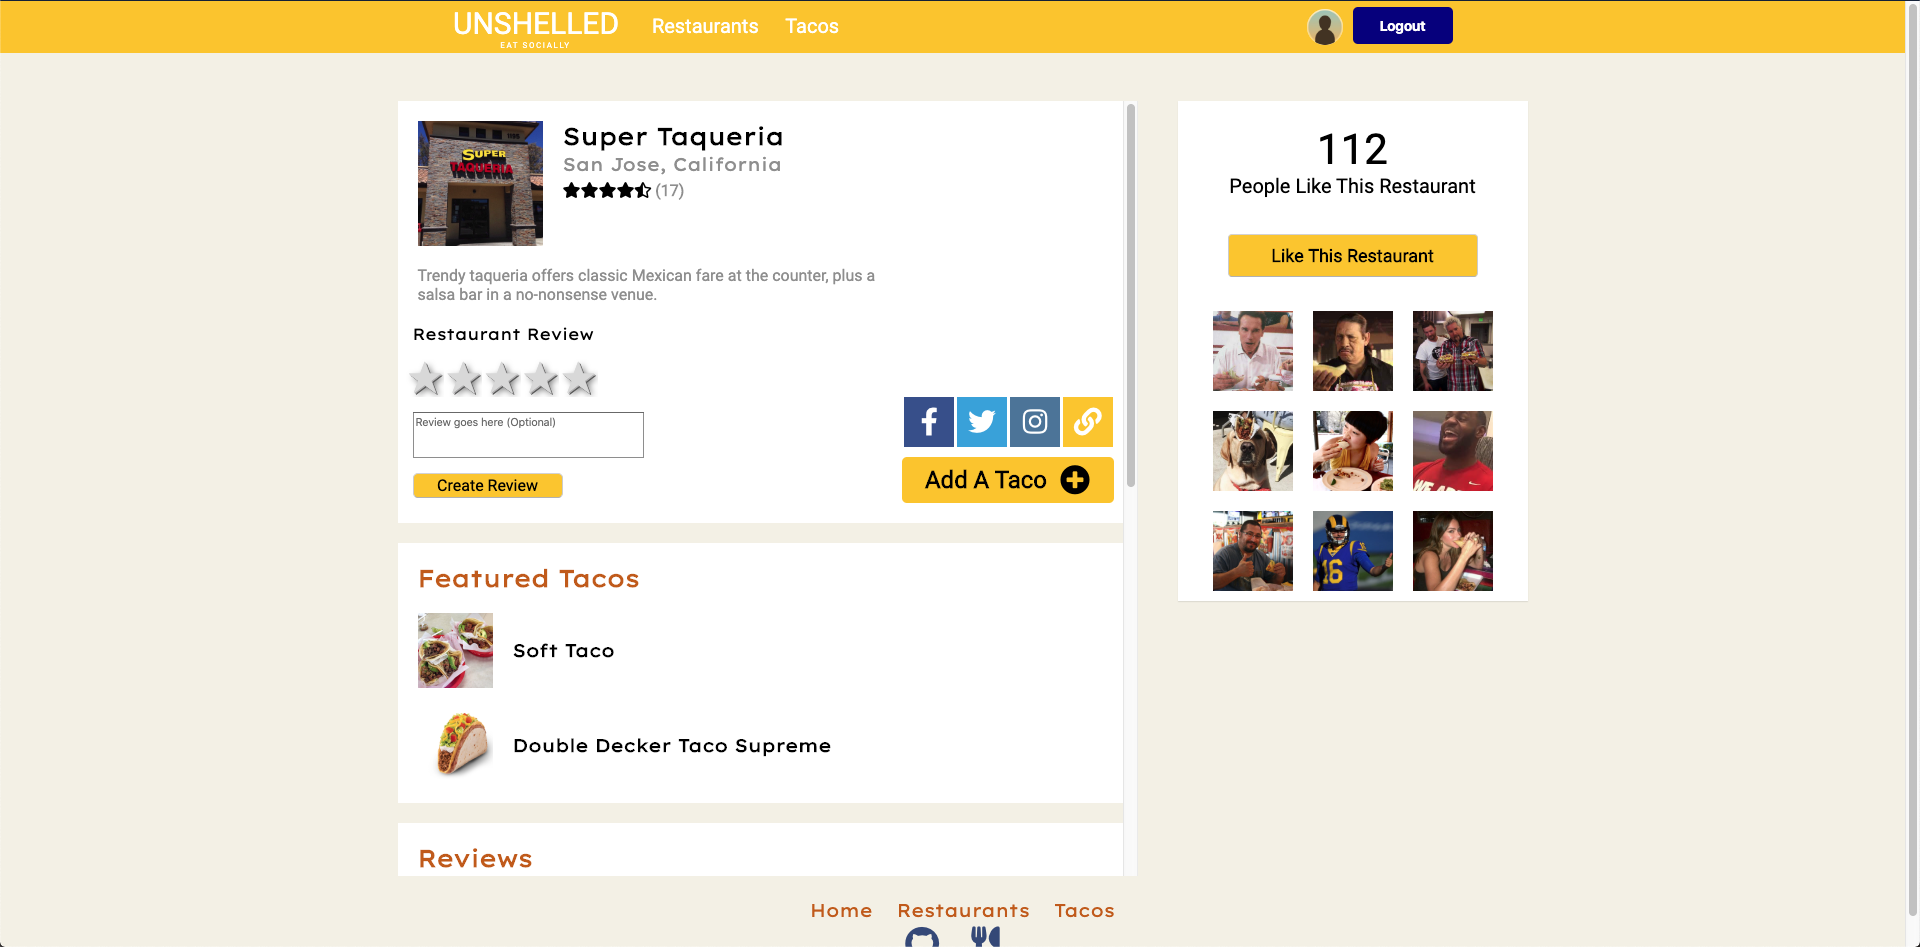 UNSHELLED
EAT SOCIALLY
Restaurants
Tacos
Logout
SUPER
TAQUERIA
Super Taqueria
San Jose, California
(17)
Trendy taqueria offers classic Mexican fare at the counter, plus a
salsa bar in a no-nonsense venue.
Restaurant Review
Review goes here (Optional)
Create Review
Add A Taco
112
People Like This Restaurant
Like This Restaurant
16
Featured Tacos
Soft Taco
Double Decker Taco Supreme
Reviews
Home
Restaurants
Tacos